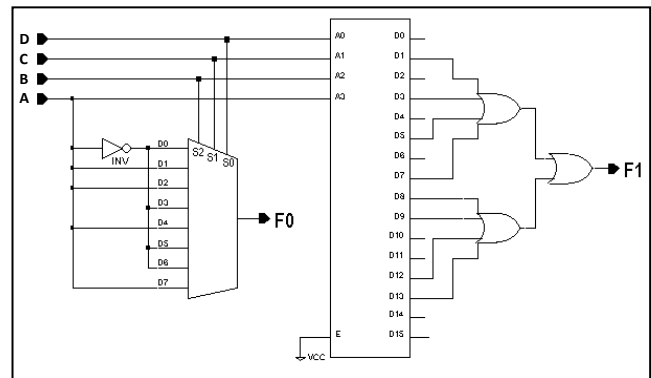 D
C
B
A
INV
D0
D1
D2
D3
D4
D5
D6
D7
S2
S1
S0
F0
A0
A1
A2
A3
E
VCC
D0
D1
D2
D3
D4
D5
D6
D7
D8
D9
D10
D11
D12
D13
D14
D15
F1